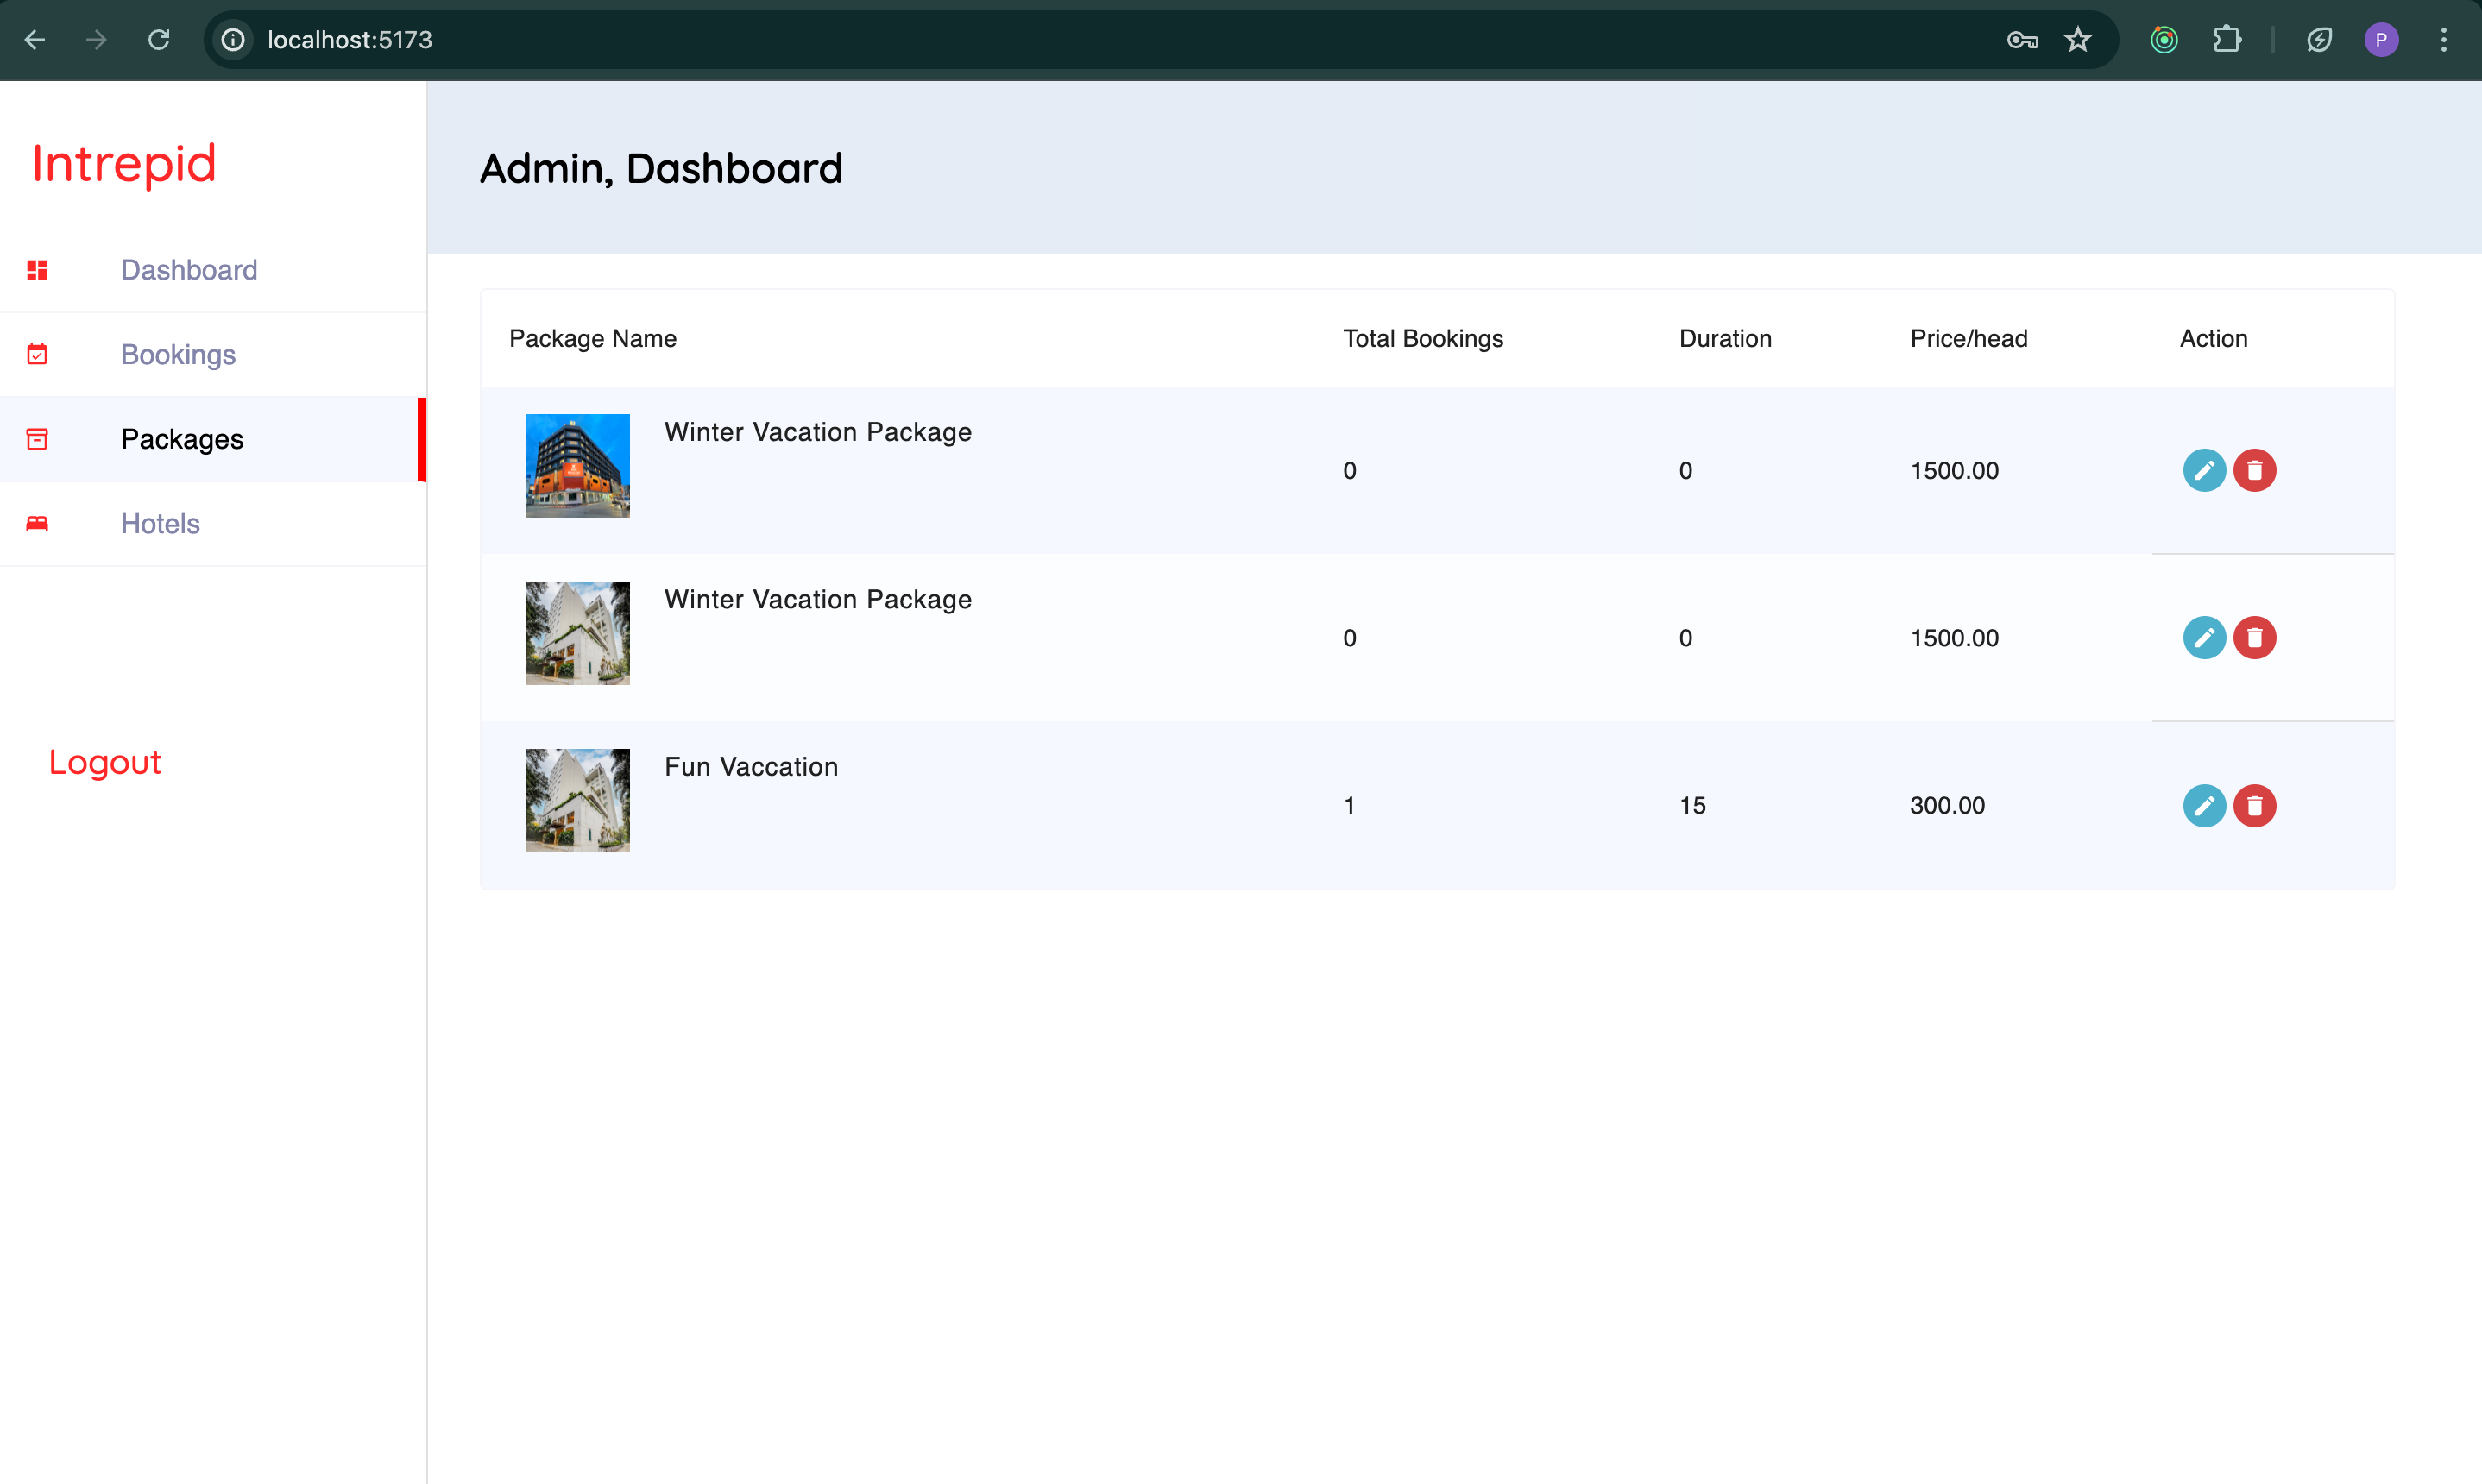 localhost:5173
P
Intrepid
Dashboard
Bookings
Packages
Hotels
Logout
Admin, Dashboard
Package Name Total Bookings Duration Price/head Action
Winter Vacation Package
0 0 1500.00
Winter Vacation Package
0 0 1500.00
Fun Vaccation
1 15 300.00